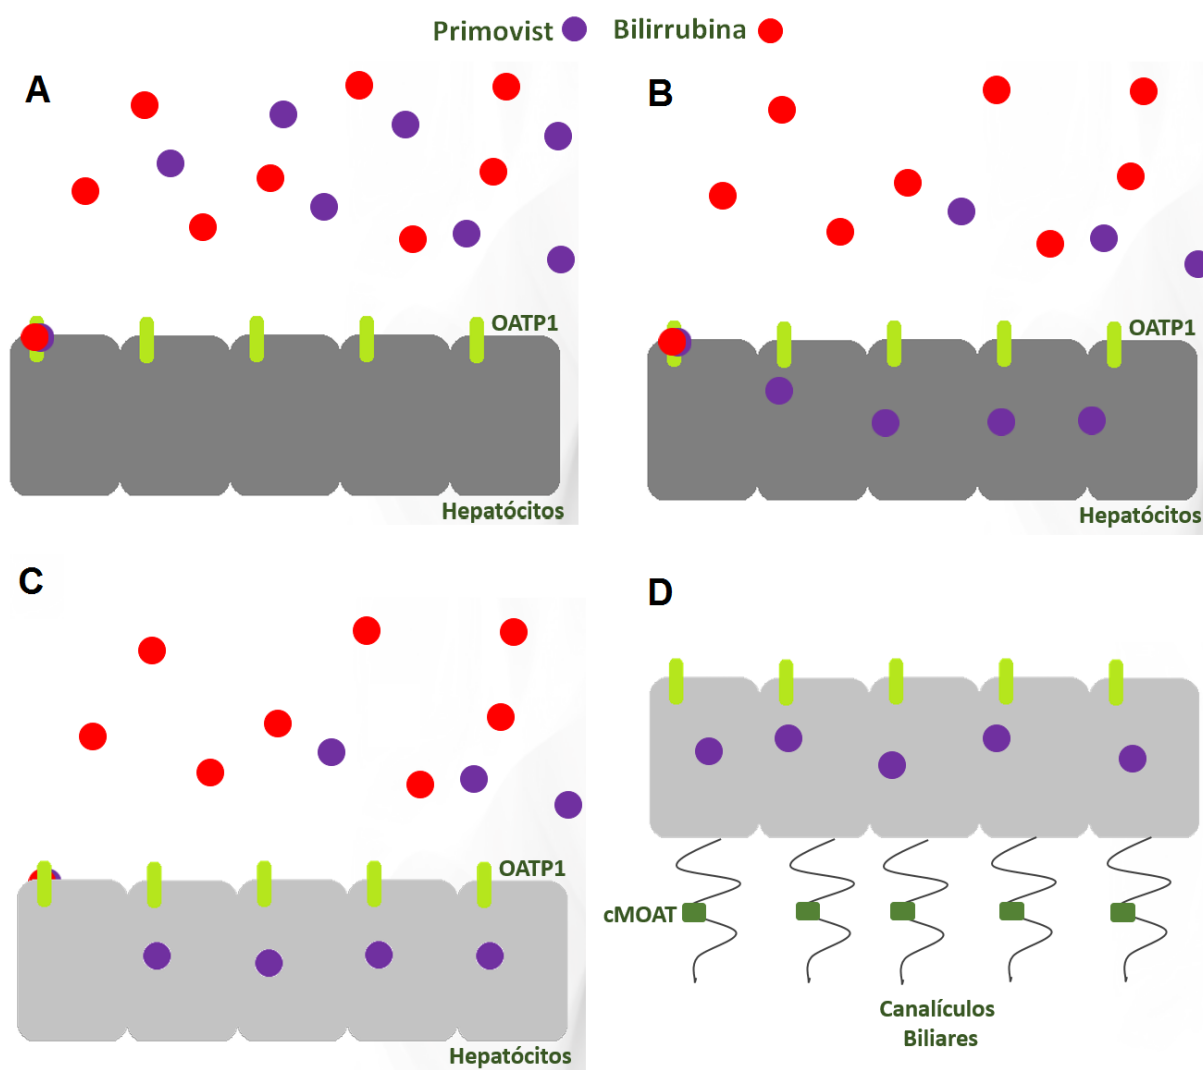 Primovist
Bilirrubina
A
B
OATP1
OATP1
Hepatócitos
Hepatócitos
C
D
OATP1
cMOAT
Canalículos
Biliares
Hepatócitos